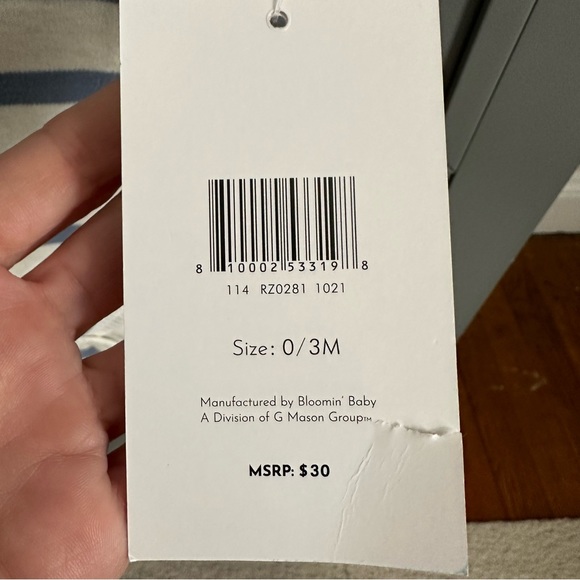 8 10002 53319 8
114 RZ0281 1021
Size: 0/3M
Manufactured by Bloomin' Baby
A Division of G Mason Group™
MSRP: $30